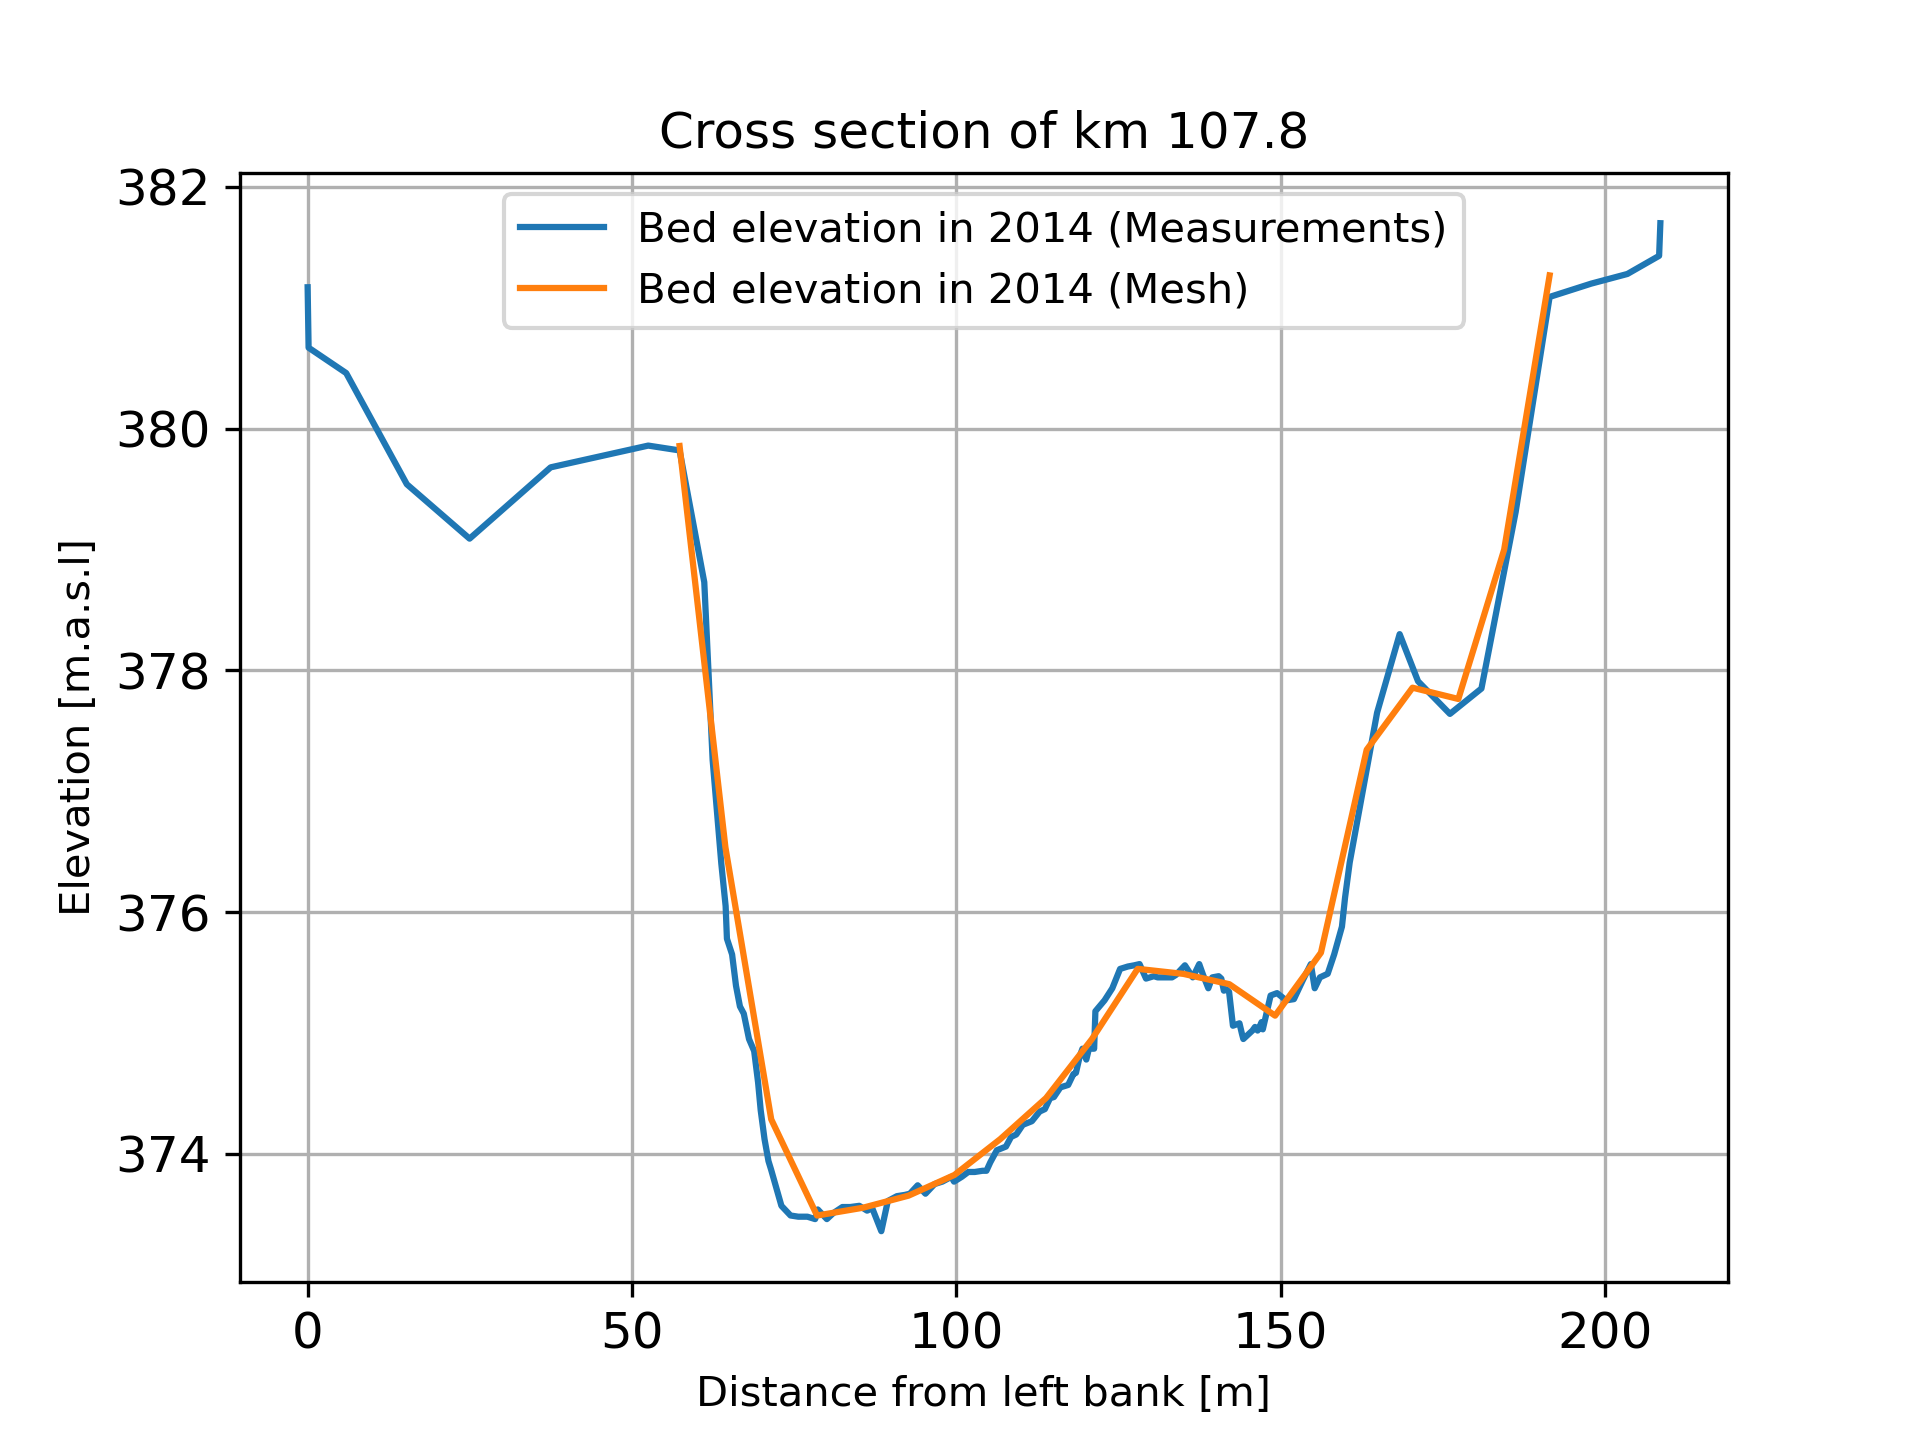 Cross section of km 107.8
Bed elevation in 2014 (Measurements)
Bed elevation in 2014 (Mesh)
Elevation [m.a.s.l]
382
380
378
376
374
0 50 100 150 200
Distance from left bank [m]